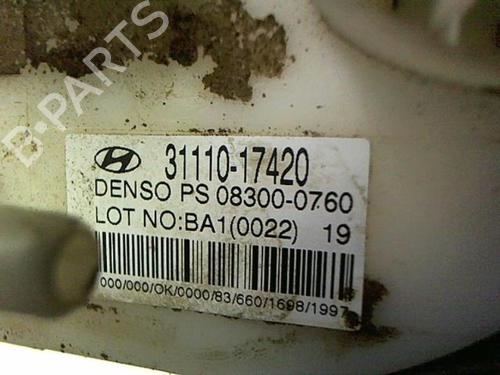 B-PARTS
31110-17420
DENSO PS 08300-0760
LOT NO:BA1(0022) 19
000/000/OK/0000/83/660/1698/1997